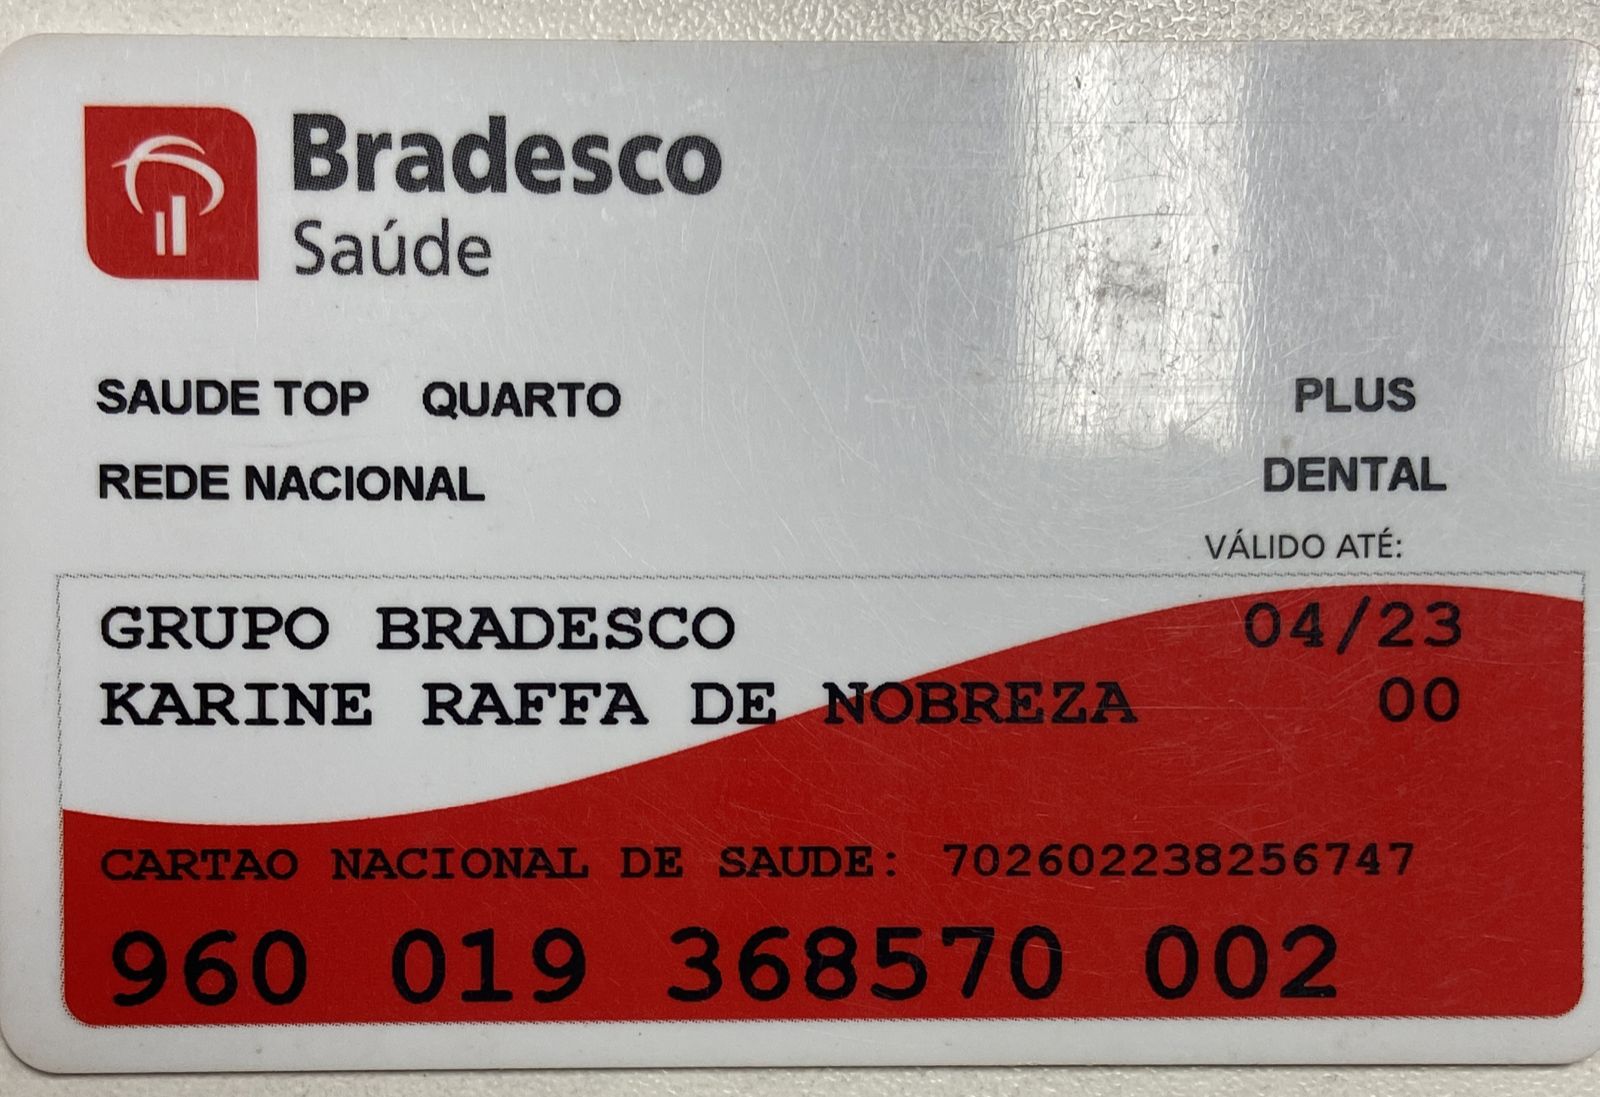 Bradesco
Saúde
SAUDE TOP QUARTO PLUS
REDE NACIONAL DENTAL
VÁLIDO ATÉ:
GRUPO BRADESCO 04/23
KARINE RAFFA DE NOBREZA 00
CARTAO NACIONAL DE SAUDE: 702602238256747
960 019 368570 002